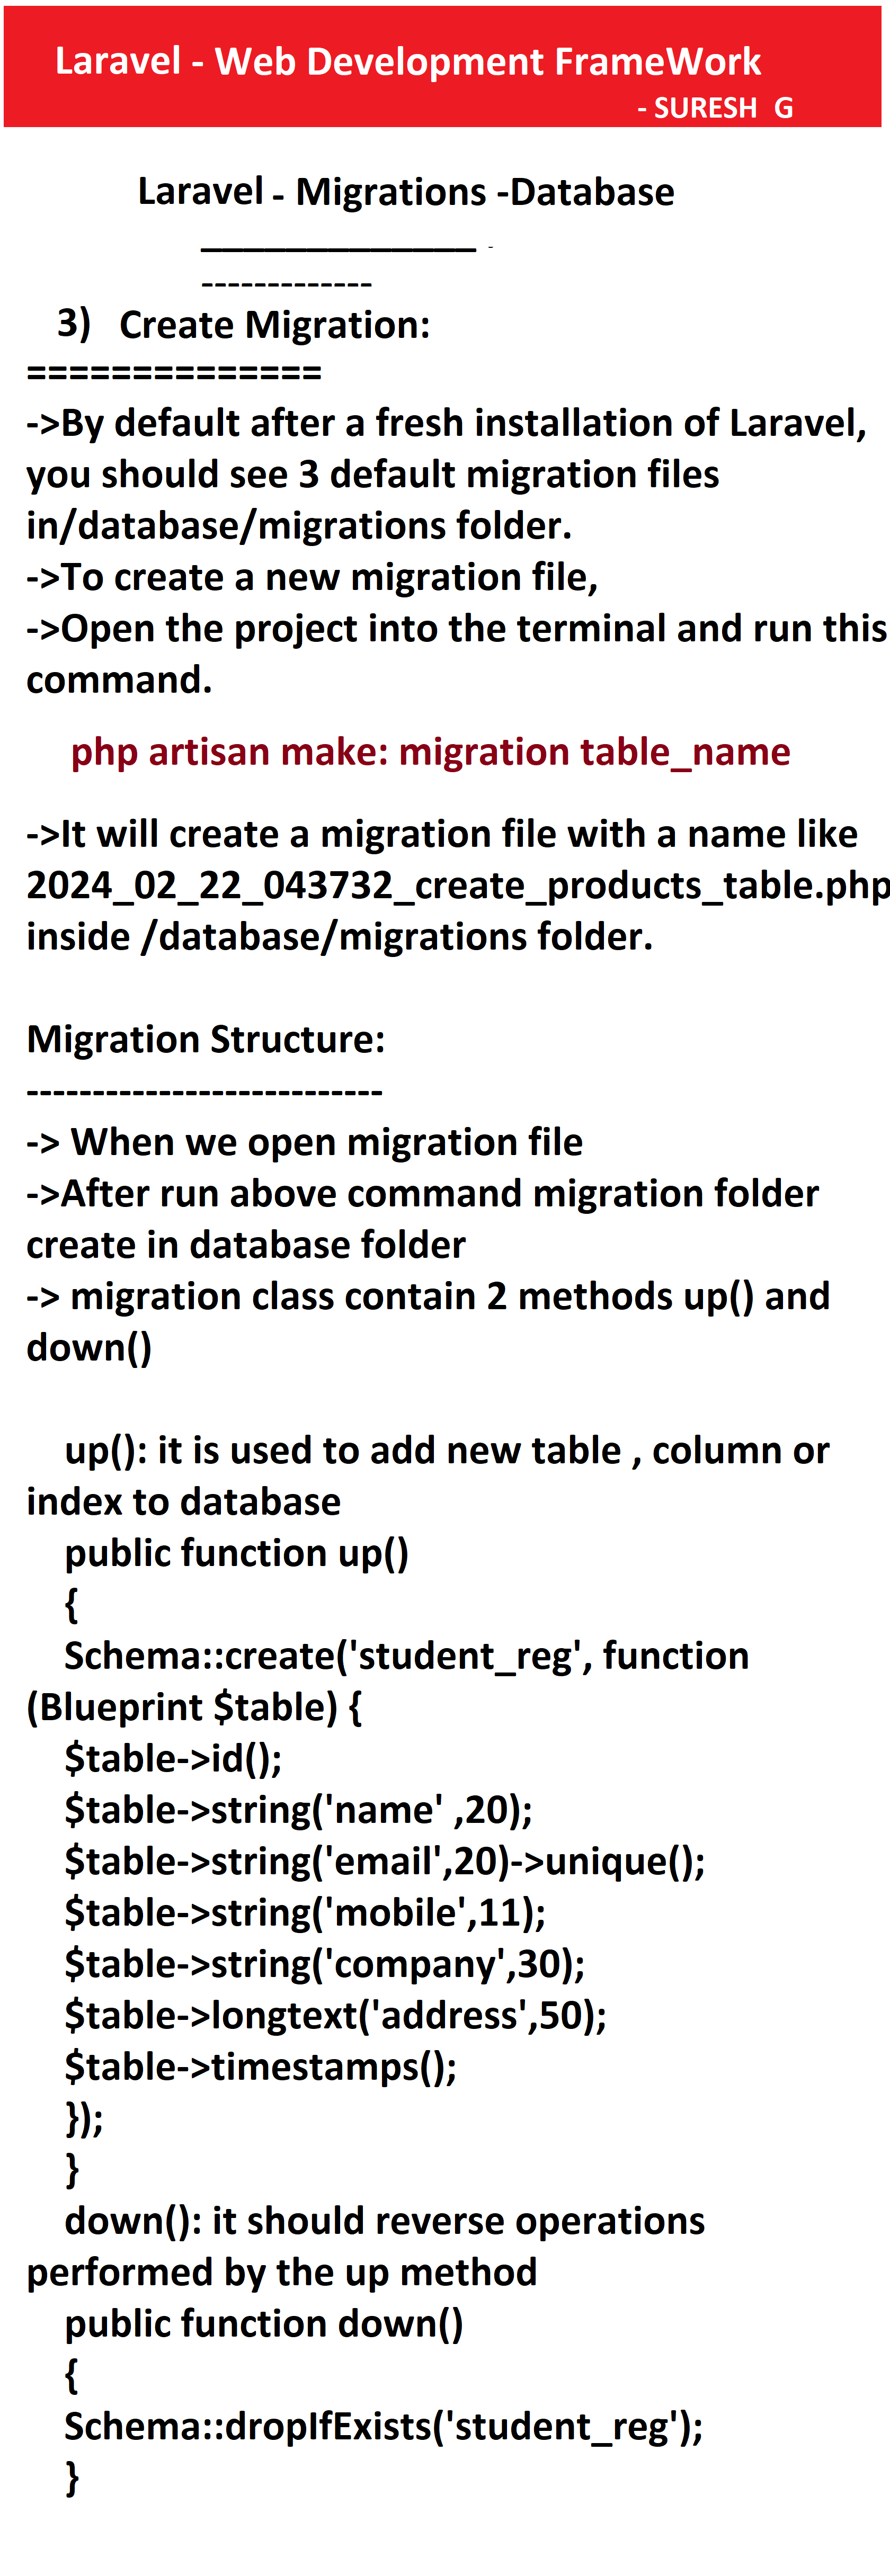 Laravel - Web Development FrameWork
- SURESH  G
Laravel - Migrations -Database
_____________ -
-------------
3)  Create Migration:
==============
->By default after a fresh installation of Laravel,
you should see 3 default migration files
in/database/migrations folder.
->To create a new migration file,
->Open the project into the terminal and run this
command.
php artisan make: migration table_name
->It will create a migration file with a name like
2024_02_22_043732_create_products_table.php
inside /database/migrations folder.
Migration Structure:
---------------------------
-> When we open migration file
->After run above command migration folder
create in database folder
-> migration class contain 2 methods up() and
down()
up(): it is used to add new table , column or
index to database
public function up()
{
Schema::create('student_reg', function
(Blueprint $table) {
$table->id();
$table->string('name' ,20);
$table->string('email',20)->unique();
$table->string('mobile',11);
$table->string('company',30);
$table->longtext('address',50);
$table->timestamps();
});
}
down(): it should reverse operations
performed by the up method
public function down()
{
Schema::dropIfExists('student_reg');
}